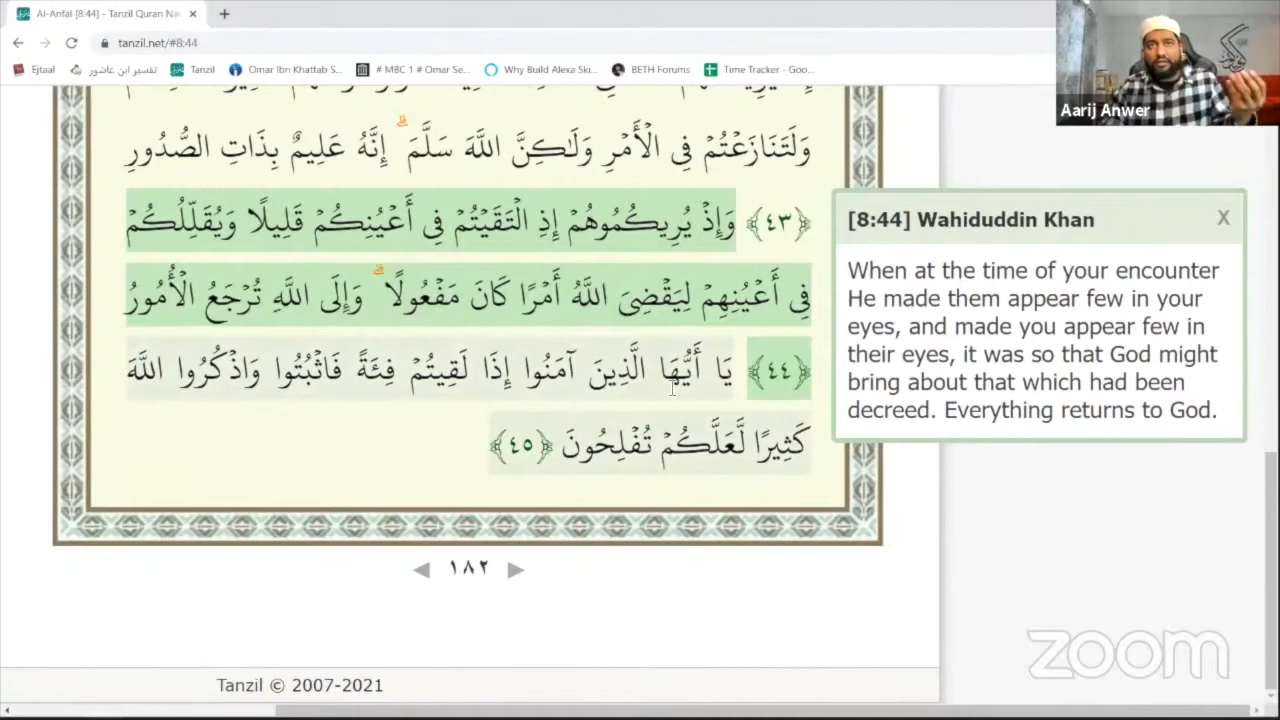 Al-Anfal [8:44] - Tanzil Quran Na
tanzil.net/#8:44
Ejtaal
تفسير ابن عاشور
Tanzil
Omar Ibn Khattab S...
# MBC 1 # Omar Se...
Why Build Alexa Ski...
BETH Forums
Time Tracker - Goo...
Aarij Anwer
وَلَتَنَازَعْتُمْ فِي الْأَمْرِ وَلَٰكِنَّ اللَّهَ سَلَّمَ ۗ إِنَّهُ عَلِيمٌ بِذَاتِ الصُّدُورِ
﴿٤٣﴾ وَإِذْ يُرِيكُمُوهُمْ إِذِ الْتَقَيْتُمْ فِي أَعْيُنِكُمْ قَلِيلًا وَيُقَلِّلُكُمْ
فِي أَعْيُنِهِمْ لِيَقْضِيَ اللَّهُ أَمْرًا كَانَ مَفْعُولًا ۗ وَإِلَى اللَّهِ تُرْجَعُ الْأُمُورُ
﴿٤٤﴾ يَا أَيُّهَا الَّذِينَ آمَنُوا إِذَا لَقِيتُمْ فِئَةً فَاثْبُتُوا وَاذْكُرُوا اللَّهَ
كَثِيرًا لَّعَلَّكُمْ تُفْلِحُونَ ﴿٤٥﴾
١٨٢
[8:44] Wahiduddin Khan
X
When at the time of your encounter
He made them appear few in your
eyes, and made you appear few in
their eyes, it was so that God might
bring about that which had been
decreed. Everything returns to God.
zoom
Tanzil © 2007-2021